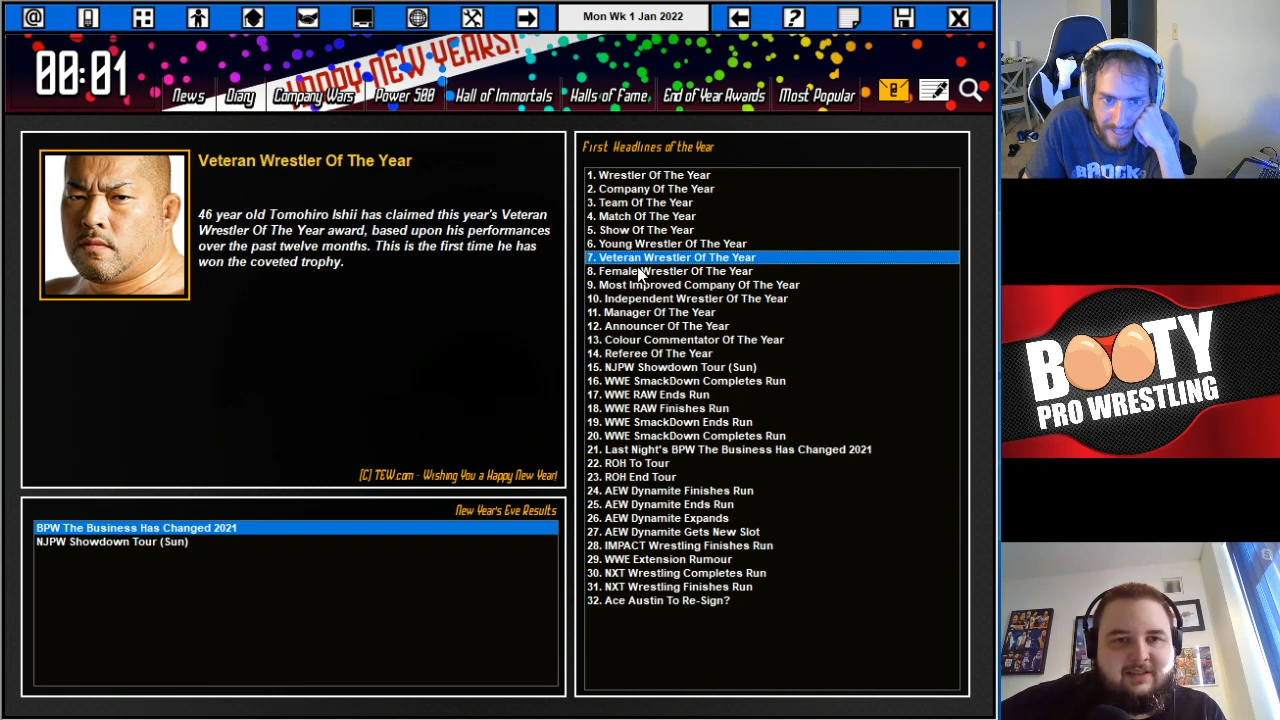 Mon Wk 1 Jan 2022
HAPPY NEW YEARS!
00:01
News
Diary
Company Wars
Power 500
Hall of Immortals
Halls of Fame
End of Year Awards
Most Popular
Veteran Wrestler Of The Year
46 year old Tomohiro Ishii has claimed this year's Veteran
Wrestler Of The Year award, based upon his performances
over the past twelve months. This is the first time he has
won the coveted trophy.
(C) TEW.com - Wishing You a Happy New Year!
New Year's Eve Results
BPW The Business Has Changed 2021
NJPW Showdown Tour (Sun)
First Headlines of the Year
1. Wrestler Of The Year
2. Company Of The Year
3. Team Of The Year
4. Match Of The Year
5. Show Of The Year
6. Young Wrestler Of The Year
7. Veteran Wrestler Of The Year
8. Female Wrestler Of The Year
9. Most Improved Company Of The Year
10. Independent Wrestler Of The Year
11. Manager Of The Year
12. Announcer Of The Year
13. Colour Commentator Of The Year
14. Referee Of The Year
15. NJPW Showdown Tour (Sun)
16. WWE SmackDown Completes Run
17. WWE RAW Ends Run
18. WWE RAW Finishes Run
19. WWE SmackDown Ends Run
20. WWE SmackDown Completes Run
21. Last Night's BPW The Business Has Changed 2021
22. ROH To Tour
23. ROH End Tour
24. AEW Dynamite Finishes Run
25. AEW Dynamite Ends Run
26. AEW Dynamite Expands
27. AEW Dynamite Gets New Slot
28. IMPACT Wrestling Finishes Run
29. WWE Extension Rumour
30. NXT Wrestling Completes Run
31. NXT Wrestling Finishes Run
32. Ace Austin To Re-Sign?
BROCK
BOOTY
PRO WRESTLING